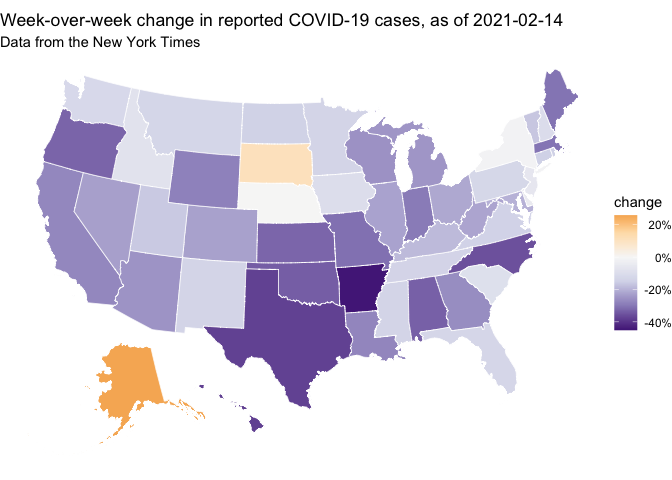 Week-over-week change in reported COVID-19 cases, as of 2021-02-14
Data from the New York Times
change
20%
0%
-20%
-40%